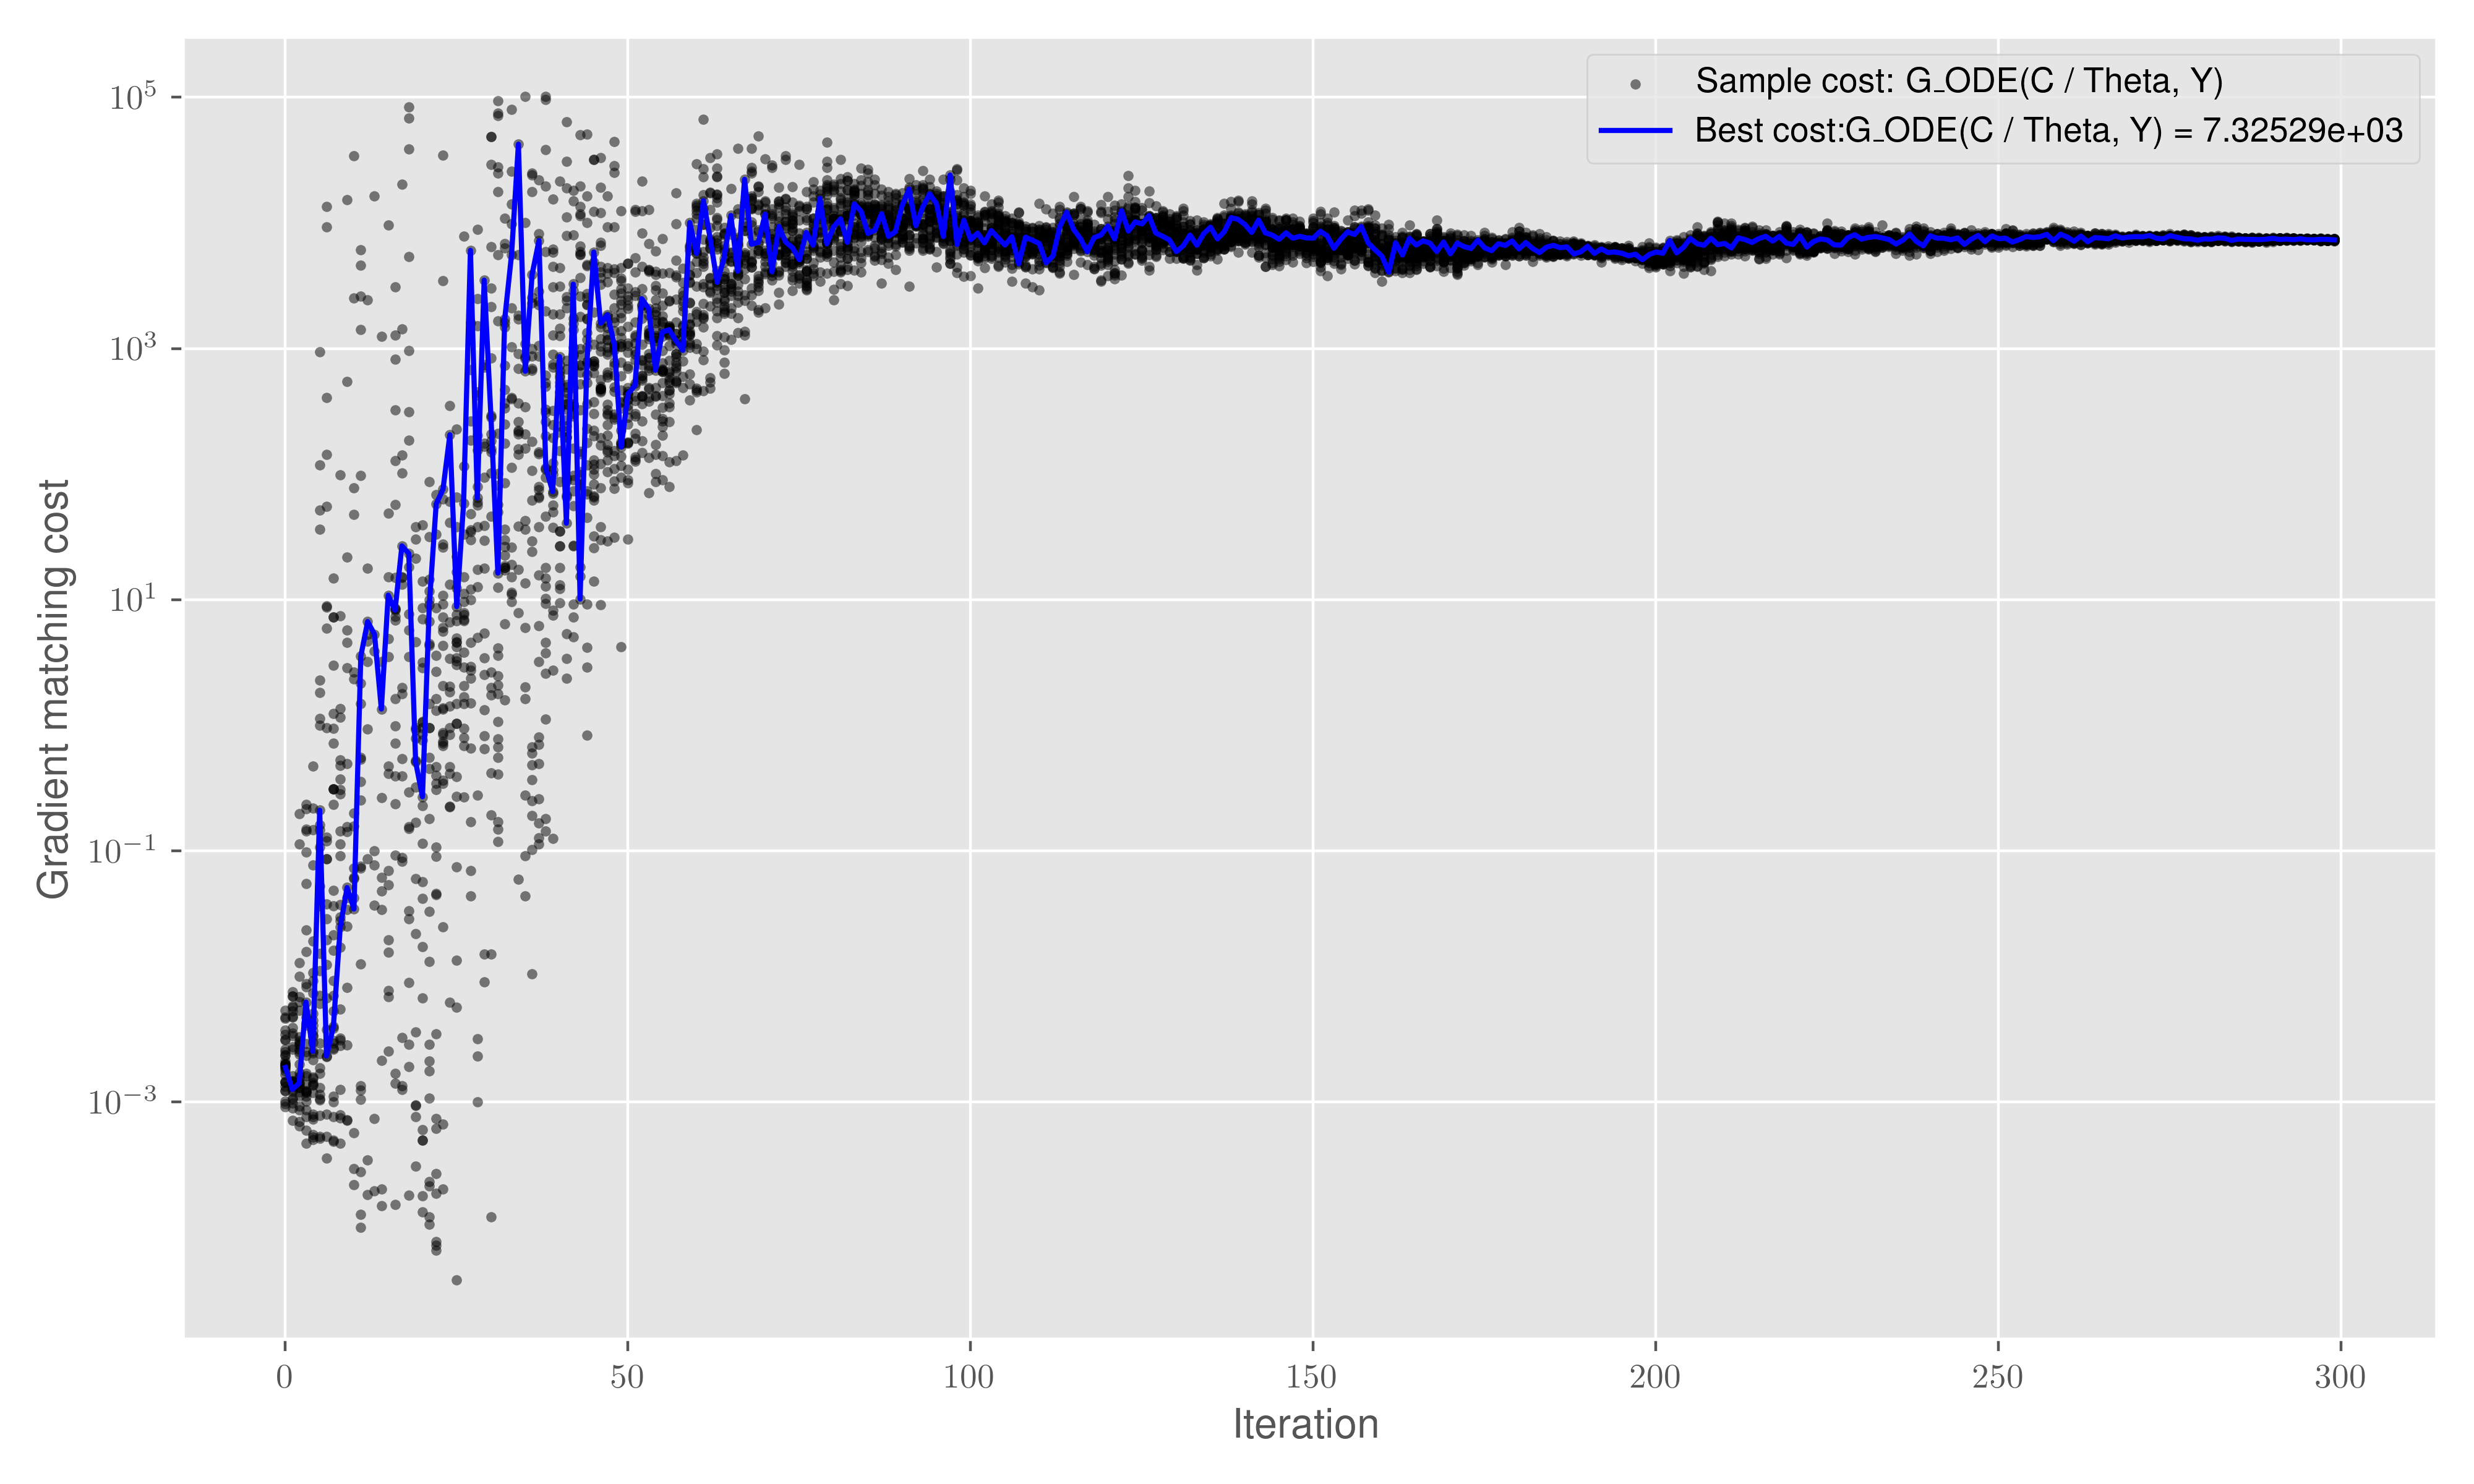 Sample cost: G_ODE(C / Theta, Y)
Best cost:G_ODE(C / Theta, Y) = 7.32529e+03
Gradient matching cost
10^5
10^3
10^1
10^−1
10^−3
0 50 100 150 200 250 300
Iteration